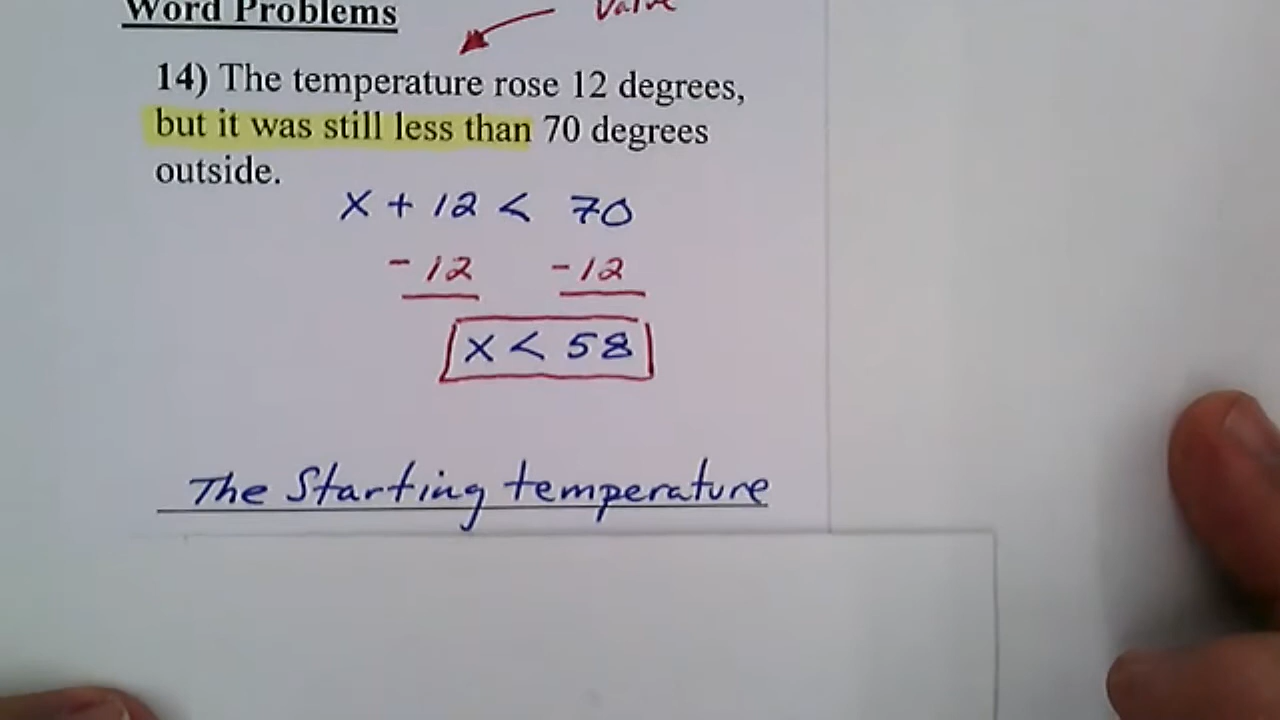 Word Problems
Value
14) The temperature rose 12 degrees,
but it was still less than 70 degrees
outside.
x + 12 < 70
- 12 - 12
x < 58
The Starting temperature